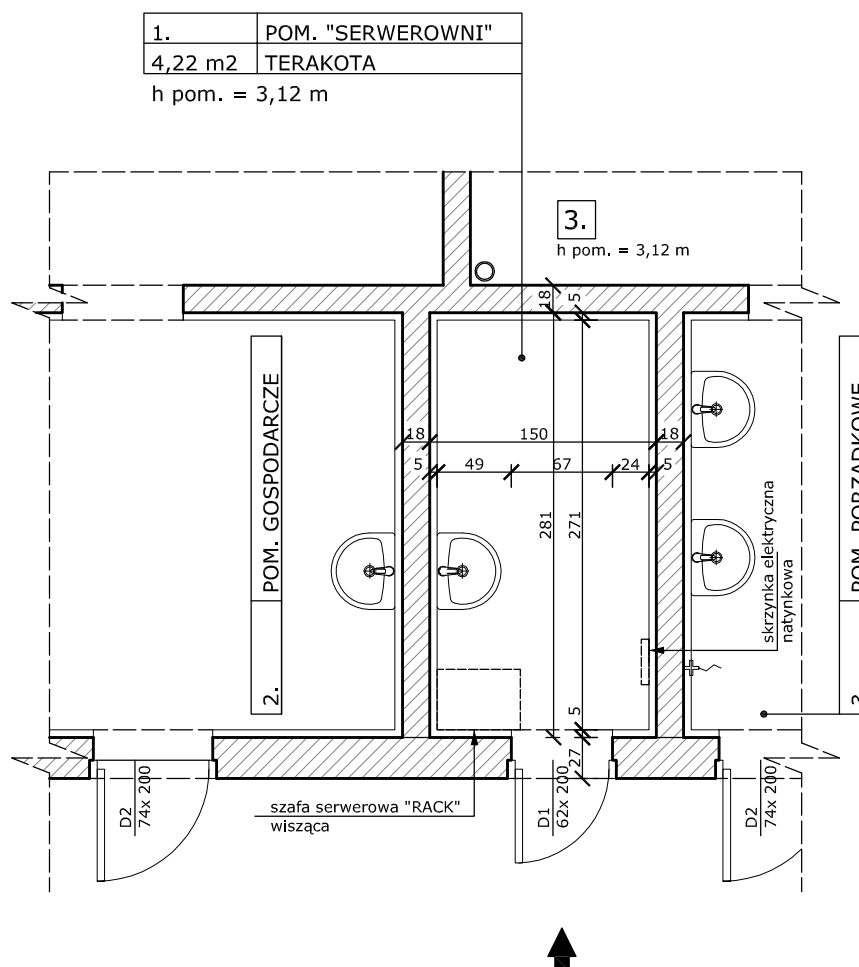 1. POM. "SERWEROWNI"
4,22 m2 TERAKOTA
h pom. = 3,12 m
3.
h pom. = 3,12 m
18
5
2. POM. GOSPODARCZE
18
150
18
5
49
67
24
5
281
271
skrzynka elektryczna
natynkowa
POM. PORZĄDKOWE
5
27
D2
74x 200
szafa serwerowa "RACK"
wisząca
D1
62x 200
D2
74x 200